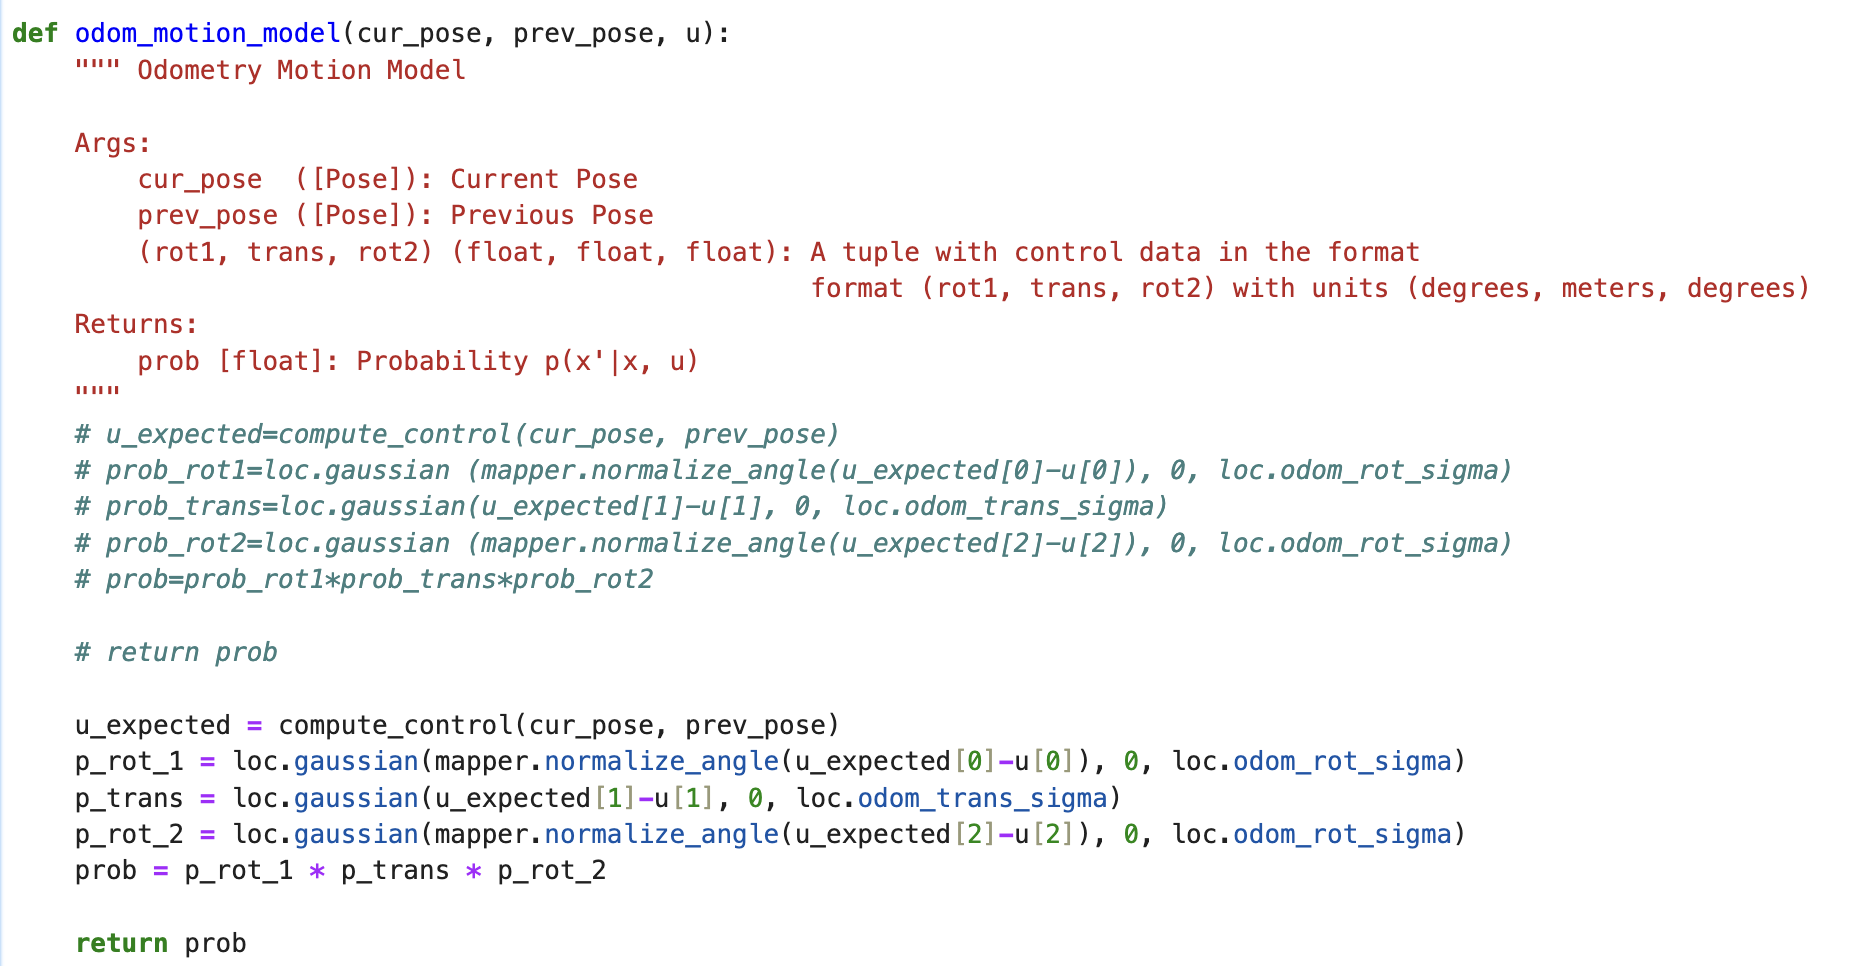 def odom_motion_model(cur_pose, prev_pose, u):
    """ Odometry Motion Model

    Args:
        cur_pose  ([Pose]): Current Pose
        prev_pose ([Pose]): Previous Pose
        (rot1, trans, rot2) (float, float, float): A tuple with control data in the format
                                                   format (rot1, trans, rot2) with units (degrees, meters, degrees)
    Returns:
        prob [float]: Probability p(x'|x, u)
    """
    # u_expected=compute_control(cur_pose, prev_pose)
    # prob_rot1=loc.gaussian (mapper.normalize_angle(u_expected[0]-u[0]), 0, loc.odom_rot_sigma)
    # prob_trans=loc.gaussian(u_expected[1]-u[1], 0, loc.odom_trans_sigma)
    # prob_rot2=loc.gaussian (mapper.normalize_angle(u_expected[2]-u[2]), 0, loc.odom_rot_sigma)
    # prob=prob_rot1*prob_trans*prob_rot2

    # return prob

    u_expected = compute_control(cur_pose, prev_pose)
    p_rot_1 = loc.gaussian(mapper.normalize_angle(u_expected[0]-u[0]), 0, loc.odom_rot_sigma)
    p_trans = loc.gaussian(u_expected[1]-u[1], 0, loc.odom_trans_sigma)
    p_rot_2 = loc.gaussian(mapper.normalize_angle(u_expected[2]-u[2]), 0, loc.odom_rot_sigma)
    prob = p_rot_1 * p_trans * p_rot_2

    return prob